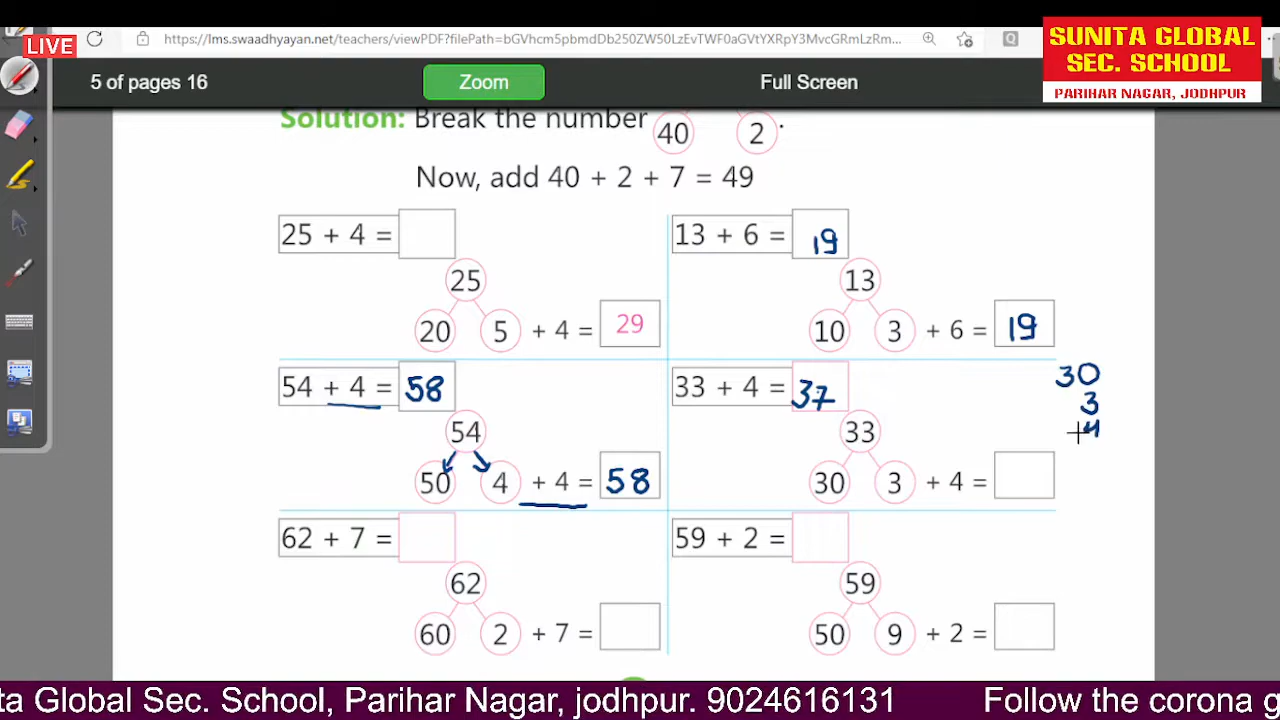 LIVE
https://lms.swaadhyayan.net/teachers/viewPDF?filePath=bGVhcm5pbmdDb250ZW50LzEvTWF0aGVtYXRpY3MvcGRmLzRm...
SUNITA GLOBAL
SEC. SCHOOL
PARIHAR NAGAR, JODHPUR
5 of pages 16
Zoom
Full Screen
Solution: Break the number 40 2 .
Now, add 40 + 2 + 7 = 49
25 + 4 =
25
20 5 + 4 = 29
13 + 6 = 19
13
10 3 + 6 = 19
54 + 4 = 58
54
50 4 + 4 = 58
33 + 4 = 37
33
30 3 + 4 =
30
3
+4
62 + 7 =
62
60 2 + 7 =
59 + 2 =
59
50 9 + 2 =
ta Global Sec. School, Parihar Nagar, jodhpur. 9024616131 Follow the corona g